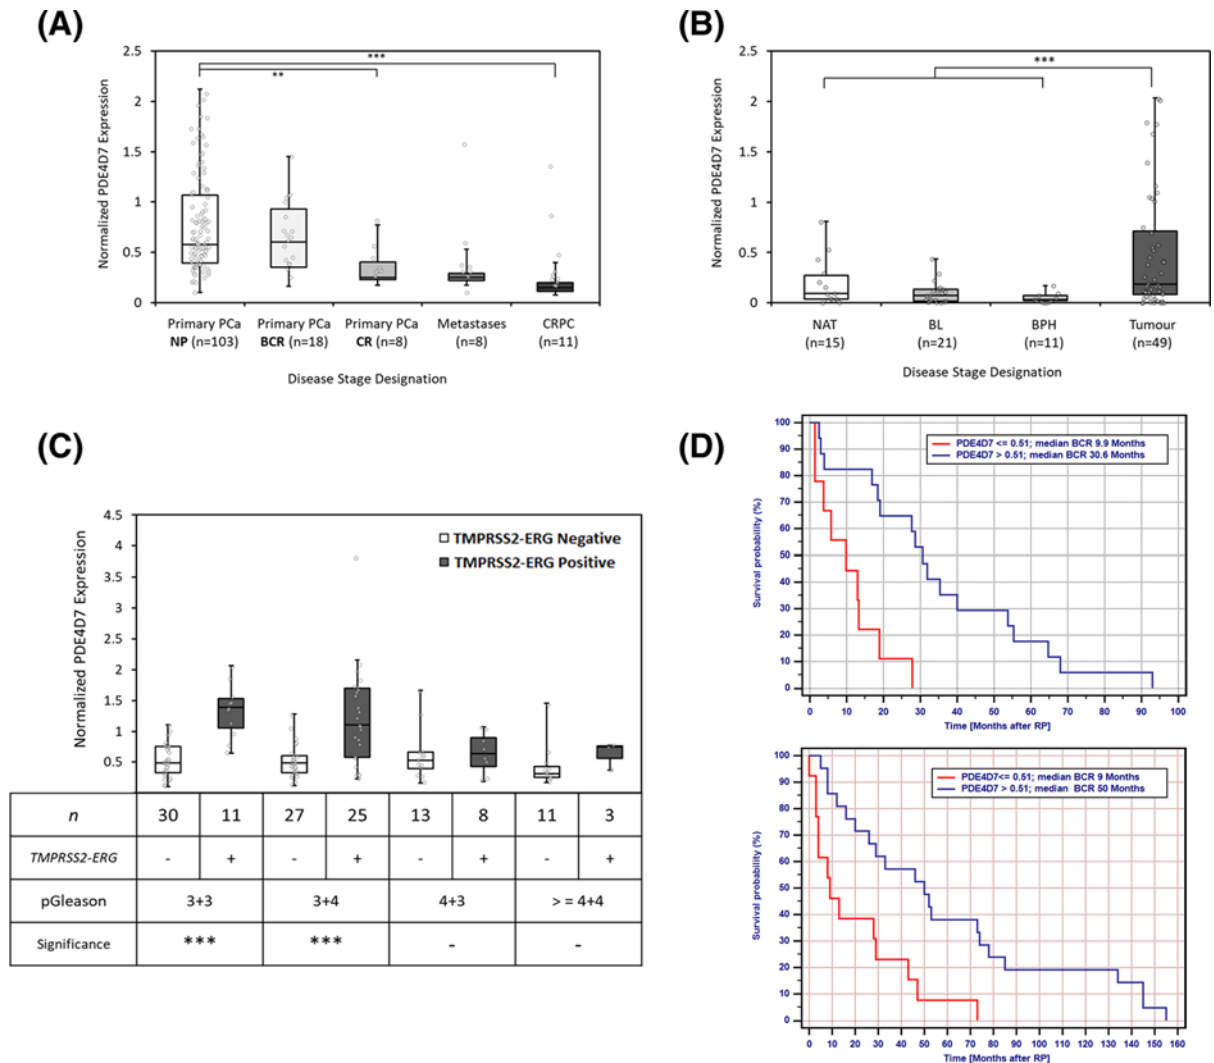 (A)
2.5
2
1.5
1
0.5
0
Normalized PDE4D7 Expression
***
**
Primary PCa Primary PCa Primary PCa Metastases CRPC
NP (n=103) BCR (n=18) CR (n=8) (n=8) (n=11)
Disease Stage Designation
(B)
2.5
2
1.5
1
0.5
0
Normalized PDE4D7 Expression
***
NAT BL BPH Tumour
(n=15) (n=21) (n=11) (n=49)
Disease Stage Designation
(C)
4.5
4
3.5
3
2.5
2
1.5
1
0.5
Normalized PDE4D7 Expression
TMPRSS2-ERG Negative
TMPRSS2-ERG Positive
n 30 11 27 25 13 8 11 3
TMPRSS2-ERG - + - + - + - +
pGleason 3+3 3+4 4+3 > = 4+4
Significance *** *** - -
(D)
100
90
80
70
60
50
40
30
20
10
0
Survival probability (%)
PDE4D7 <= 0.51; median BCR 9.9 Months
PDE4D7 > 0.51; median BCR 30.6 Months
0 10 20 30 40 50 60 70 80 90 100
Time [Months after RP]
100
90
80
70
60
50
40
30
20
10
0
Survival probability (%)
PDE4D7<= 0.51; median BCR 9 Months
PDE4D7 > 0.51; median BCR 50 Months
0 10 20 30 40 50 60 70 80 90 100 110 120 130 140 150 160
Time [Months after RP]